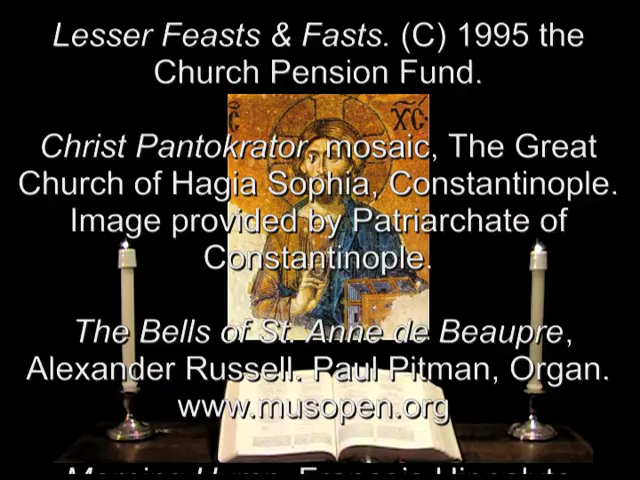 Lesser Feasts & Fasts. (C) 1995 the
Church Pension Fund.
Christ Pantokrator, mosaic, The Great
Church of Hagia Sophia, Constantinople.
Image provided by Patriarchate of
Constantinople.
The Bells of St. Anne de Beaupre,
Alexander Russell. Paul Pitman, Organ.
www.musopen.org